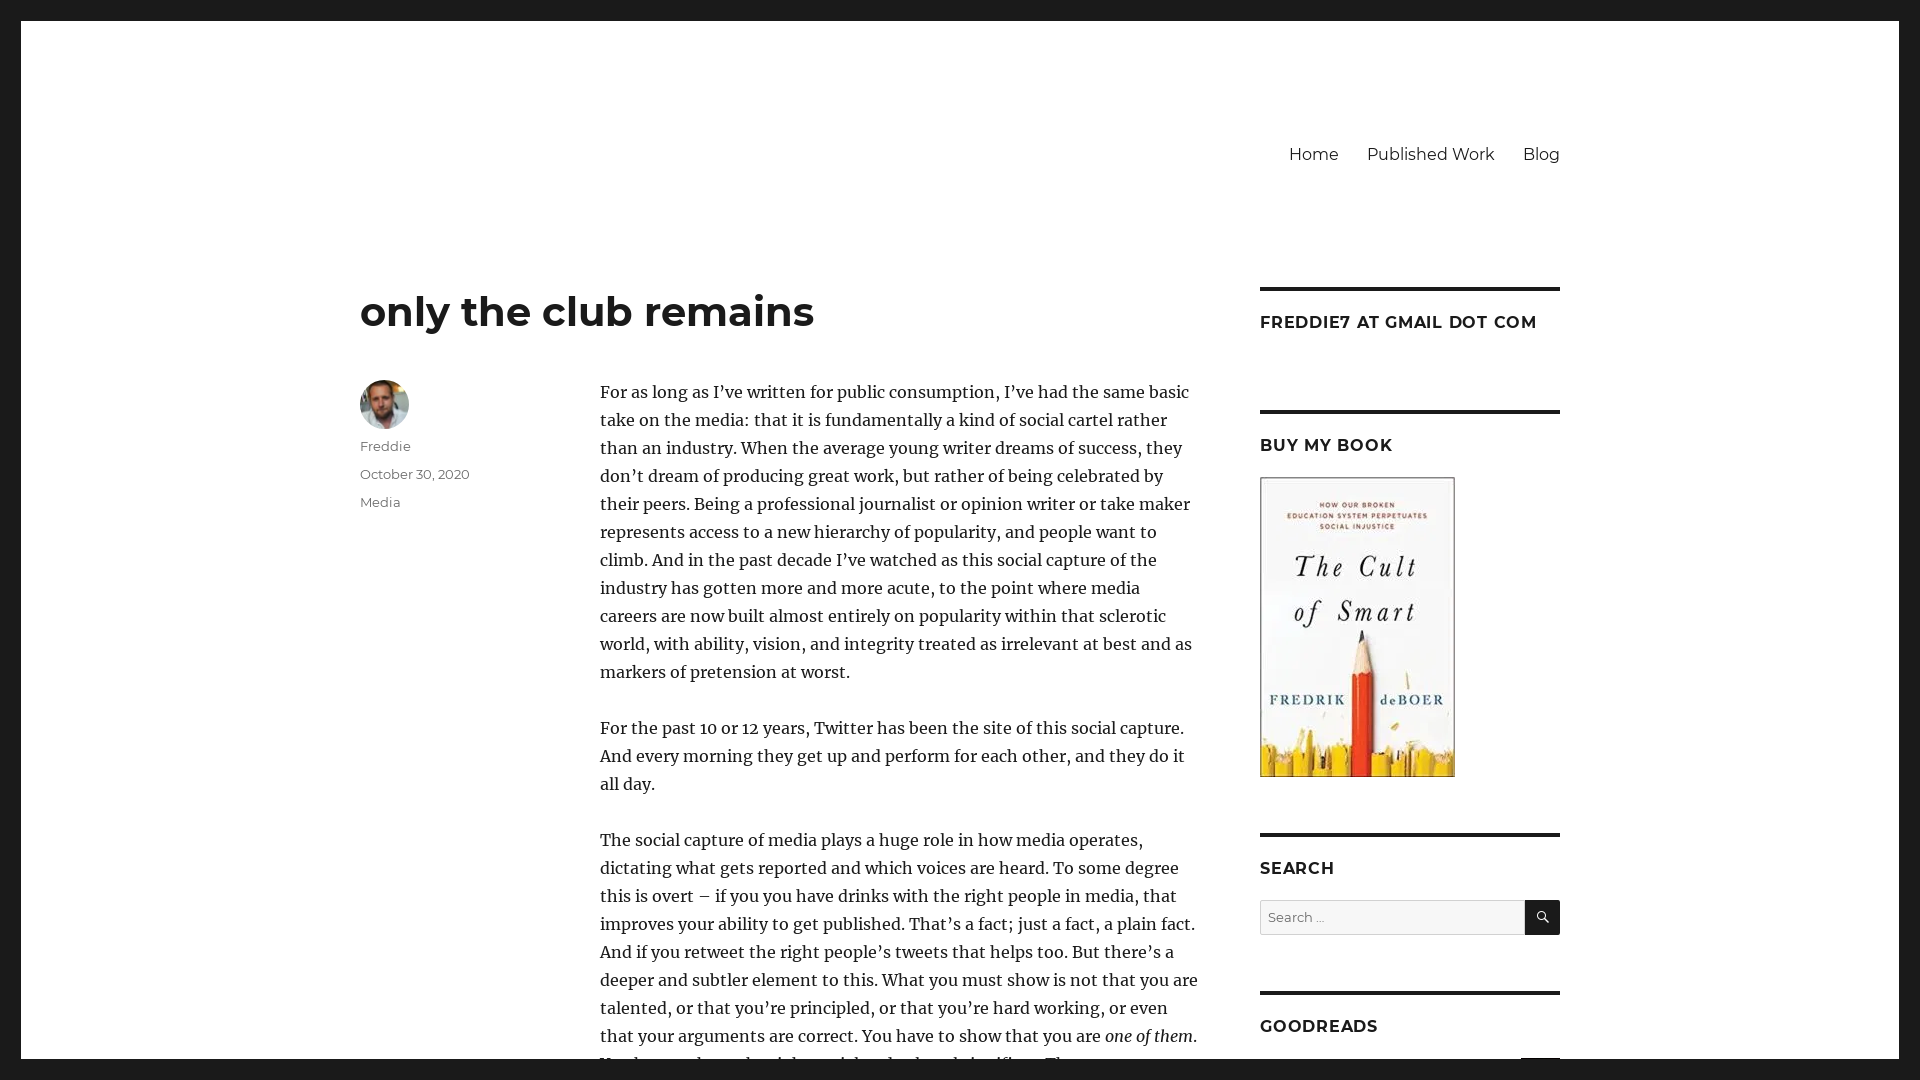 Home Published Work Blog
only the club remains
Freddie
October 30, 2020
Media
For as long as I’ve written for public consumption, I’ve had the same basic
take on the media: that it is fundamentally a kind of social cartel rather
than an industry. When the average young writer dreams of success, they
don’t dream of producing great work, but rather of being celebrated by
their peers. Being a professional journalist or opinion writer or take maker
represents access to a new hierarchy of popularity, and people want to
climb. And in the past decade I’ve watched as this social capture of the
industry has gotten more and more acute, to the point where media
careers are now built almost entirely on popularity within that sclerotic
world, with ability, vision, and integrity treated as irrelevant at best and as
markers of pretension at worst.
For the past 10 or 12 years, Twitter has been the site of this social capture.
And every morning they get up and perform for each other, and they do it
all day.
The social capture of media plays a huge role in how media operates,
dictating what gets reported and which voices are heard. To some degree
this is overt – if you you have drinks with the right people in media, that
improves your ability to get published. That’s a fact; just a fact, a plain fact.
And if you retweet the right people’s tweets that helps too. But there’s a
deeper and subtler element to this. What you must show is not that you are
talented, or that you’re principled, or that you’re hard working, or even
that your arguments are correct. You have to show that you are one of them.
FREDDIE7 AT GMAIL DOT COM
BUY MY BOOK
HOW OUR BROKEN
EDUCATION SYSTEM PERPETUATES
SOCIAL INJUSTICE
The Cult
of Smart
FREDRIK deBOER
SEARCH
Search …
GOODREADS